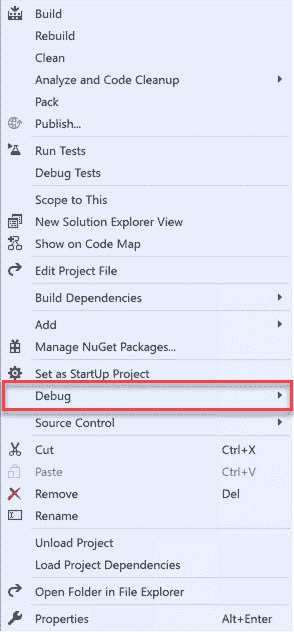 Build
Rebuild
Clean
Analyze and Code Cleanup
Pack
Publish...
Run Tests
Debug Tests
Scope to This
New Solution Explorer View
Show on Code Map
Edit Project File
Build Dependencies
Add
Manage NuGet Packages...
Set as StartUp Project
Debug
Source Control
Cut Ctrl+X
Paste Ctrl+V
Remove Del
Rename
Unload Project
Load Project Dependencies
Open Folder in File Explorer
Properties Alt+Enter